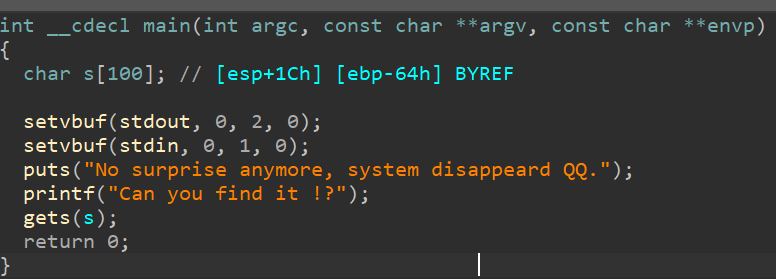 int __cdecl main(int argc, const char **argv, const char **envp)
{
  char s[100]; // [esp+1Ch] [ebp-64h] BYREF

  setvbuf(stdout, 0, 2, 0);
  setvbuf(stdin, 0, 1, 0);
  puts("No surprise anymore, system disappeard QQ.");
  printf("Can you find it !?");
  gets(s);
  return 0;
}